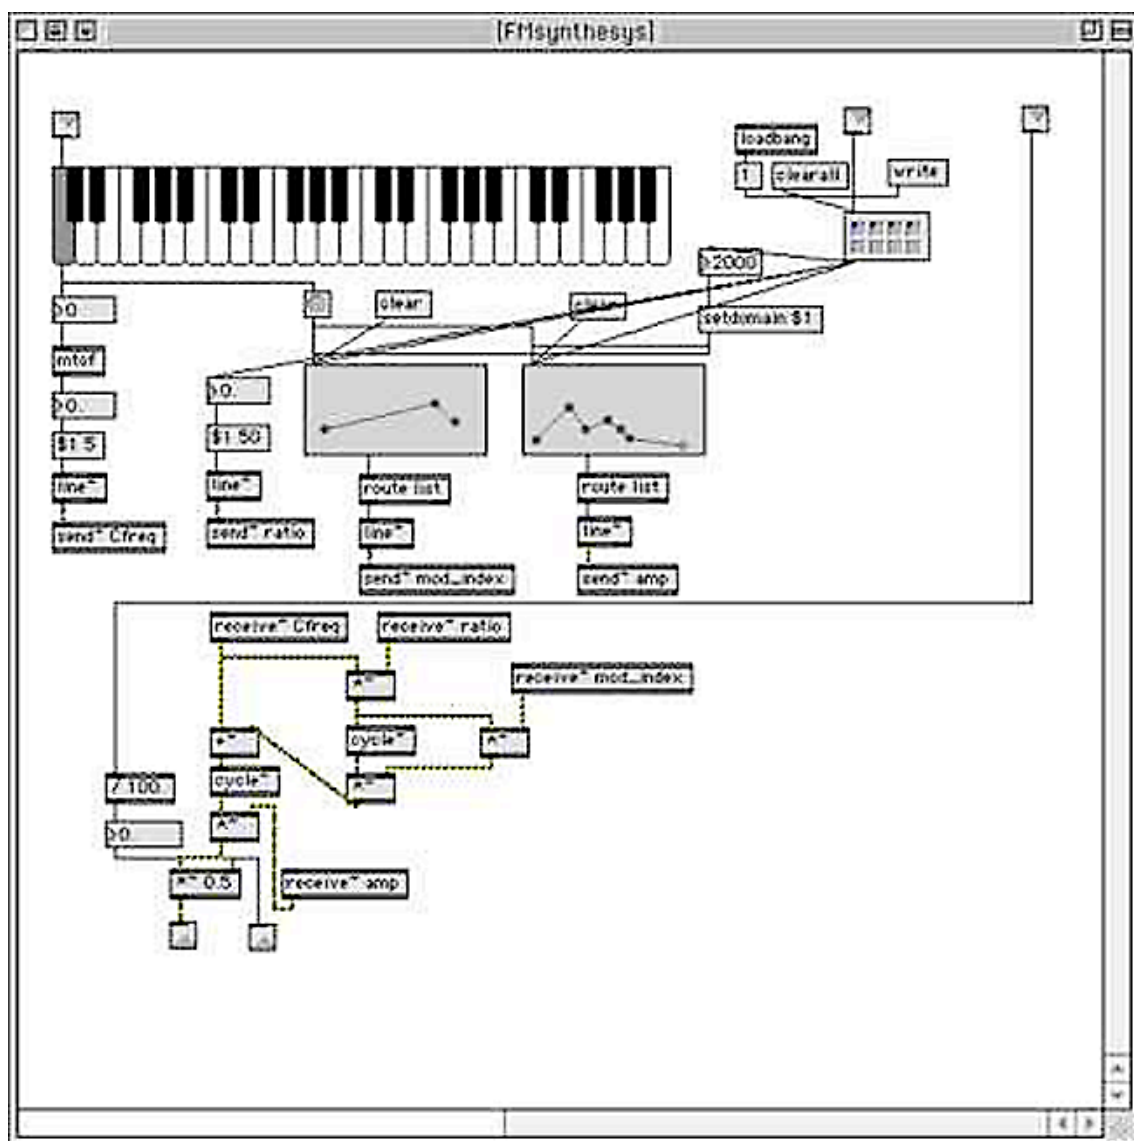 [FMsynthesys]
loadbang
1
clearall
write
>2000
>0
clear
clear
setdomain $1
mtof
>0.
>0.
$1 5
$1 50
line~
line~
route list
route list
send~ Cfreq
send~ ratio
line~
line~
send~ mod_index
send~ amp
receive~ Cfreq
receive~ ratio
*~
receive~ mod_index
+~
cycle~
*~
/ 100.
cycle~
*~
>0.
*~
*~ 0.5
receive~ amp